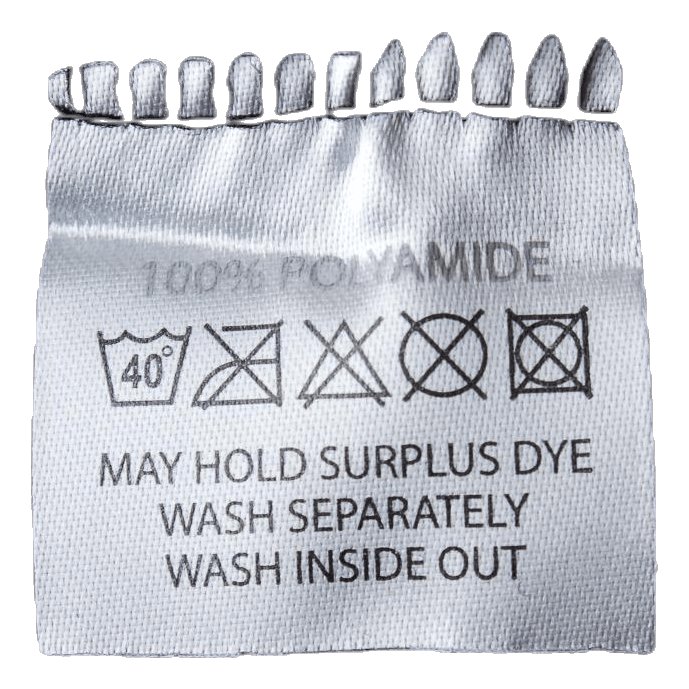 100% POLYAMIDE
40°
MAY HOLD SURPLUS DYE
WASH SEPARATELY
WASH INSIDE OUT